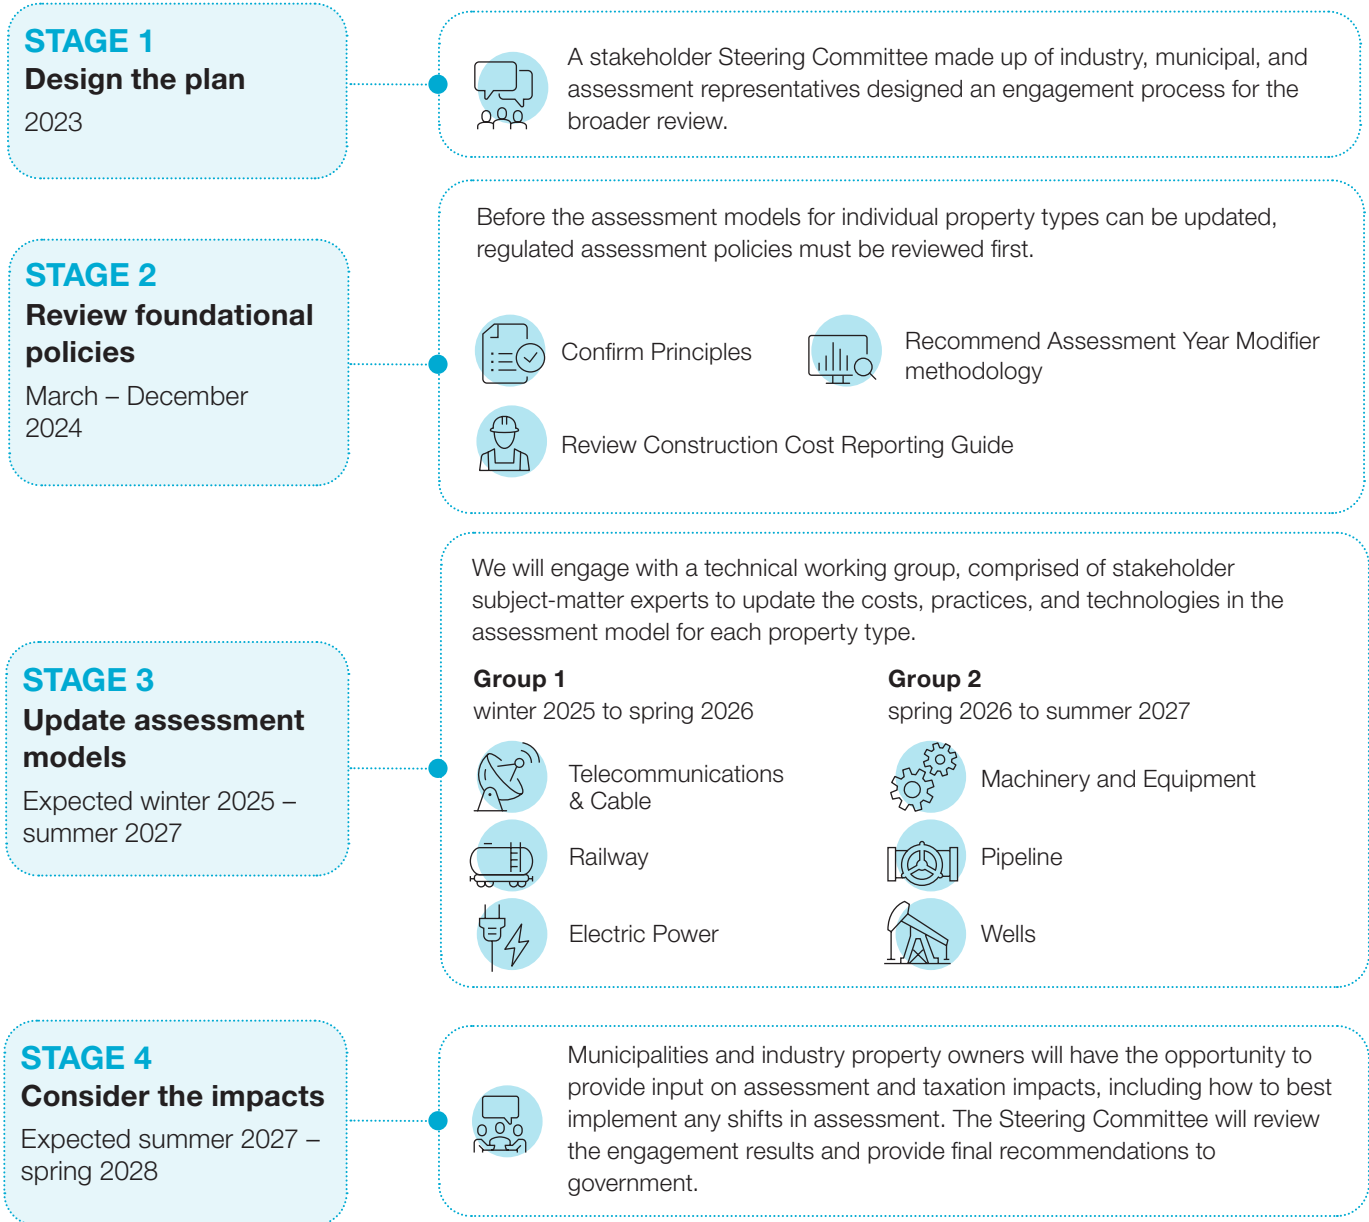 STAGE 1
Design the plan
2023
A stakeholder Steering Committee made up of industry, municipal, and
assessment representatives designed an engagement process for the
broader review.
STAGE 2
Review foundational
policies
March – December
2024
Before the assessment models for individual property types can be updated,
regulated assessment policies must be reviewed first.
Confirm Principles
Recommend Assessment Year Modifier
methodology
Review Construction Cost Reporting Guide
STAGE 3
Update assessment
models
Expected winter 2025 –
summer 2027
We will engage with a technical working group, comprised of stakeholder
subject-matter experts to update the costs, practices, and technologies in the
assessment model for each property type.
Group 1
winter 2025 to spring 2026
Telecommunications
& Cable
Railway
Electric Power
Group 2
spring 2026 to summer 2027
Machinery and Equipment
Pipeline
Wells
STAGE 4
Consider the impacts
Expected summer 2027 –
spring 2028
Municipalities and industry property owners will have the opportunity to
provide input on assessment and taxation impacts, including how to best
implement any shifts in assessment. The Steering Committee will review
the engagement results and provide final recommendations to
government.